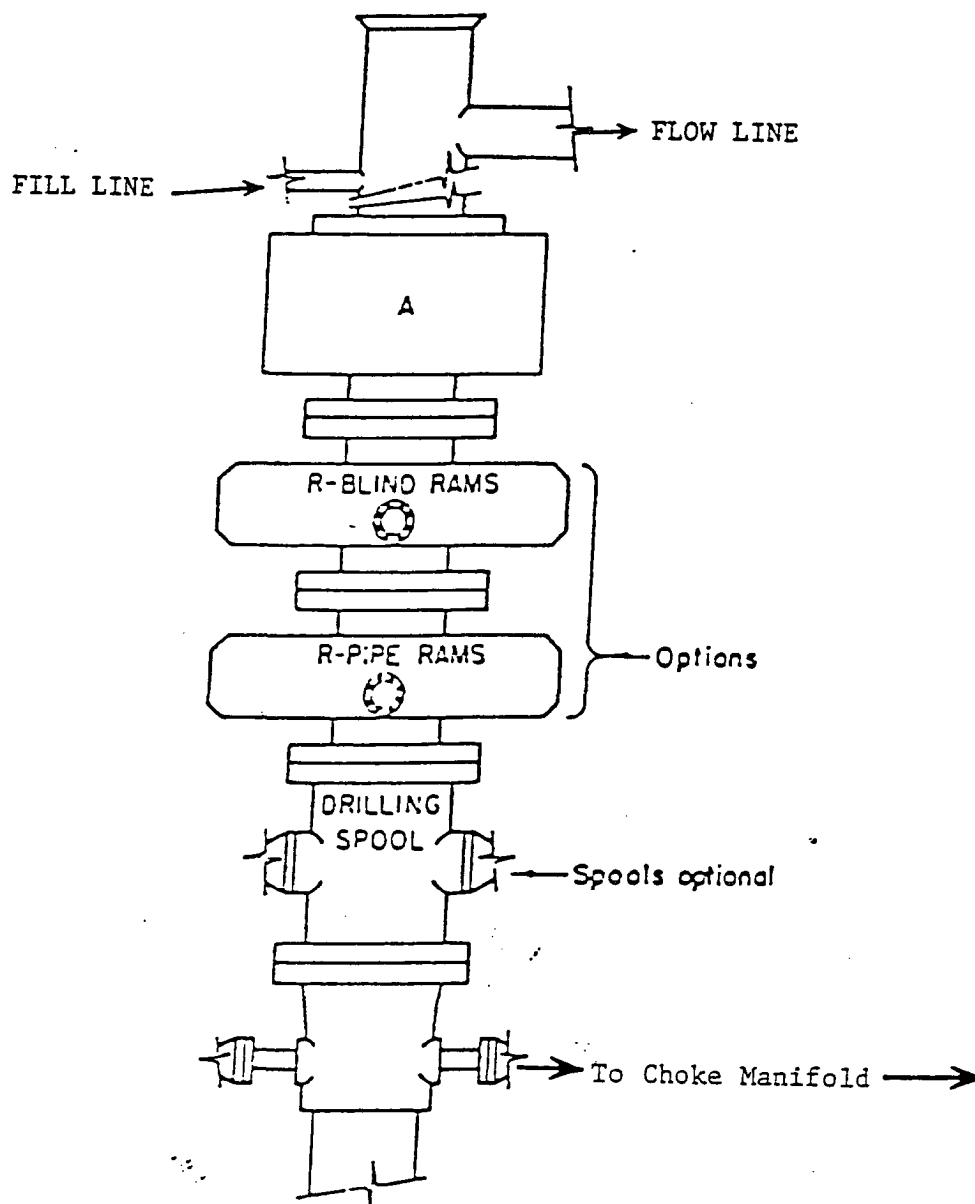 FLOW LINE
FILL LINE
A
R-BLIND RAMS
R-PIPE RAMS
Options
DRILLING
SPOOL
Spools optional
To Choke Manifold